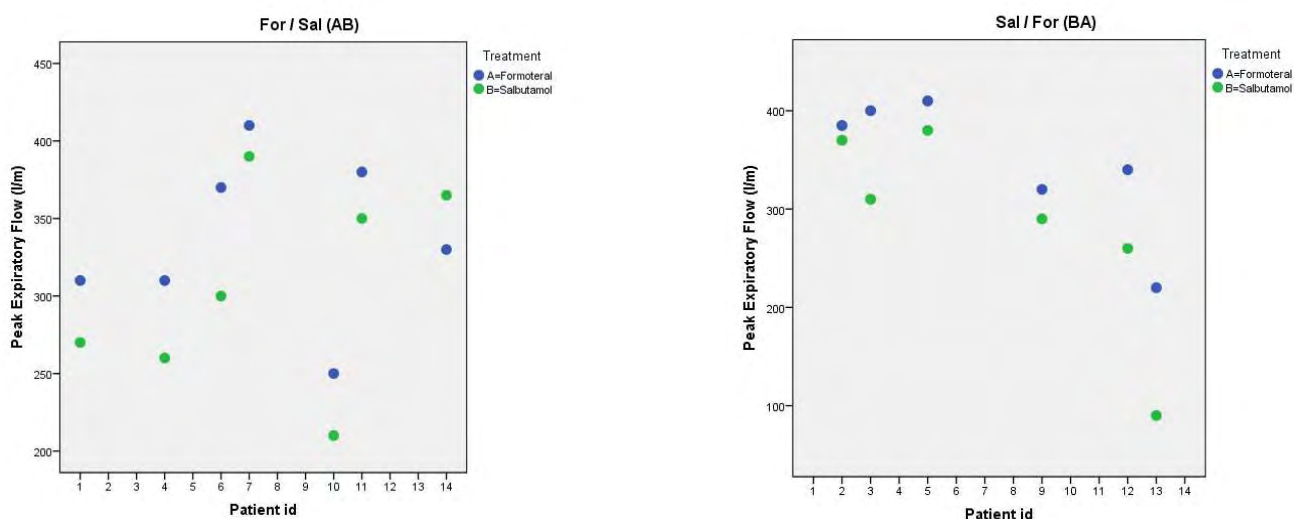 For / Sal (AB)
Treatment
A=Formoteral
B=Salbutamol
Peak Expiratory Flow (l/m)
450
400
350
300
250
200
1 2 3 4 5 6 7 8 9 10 11 12 13 14
Patient id
Sal / For (BA)
Treatment
A=Formoteral
B=Salbutamol
Peak Expiratory Flow (l/m)
400
300
200
100
1 2 3 4 5 6 7 8 9 10 11 12 13 14
Patient id